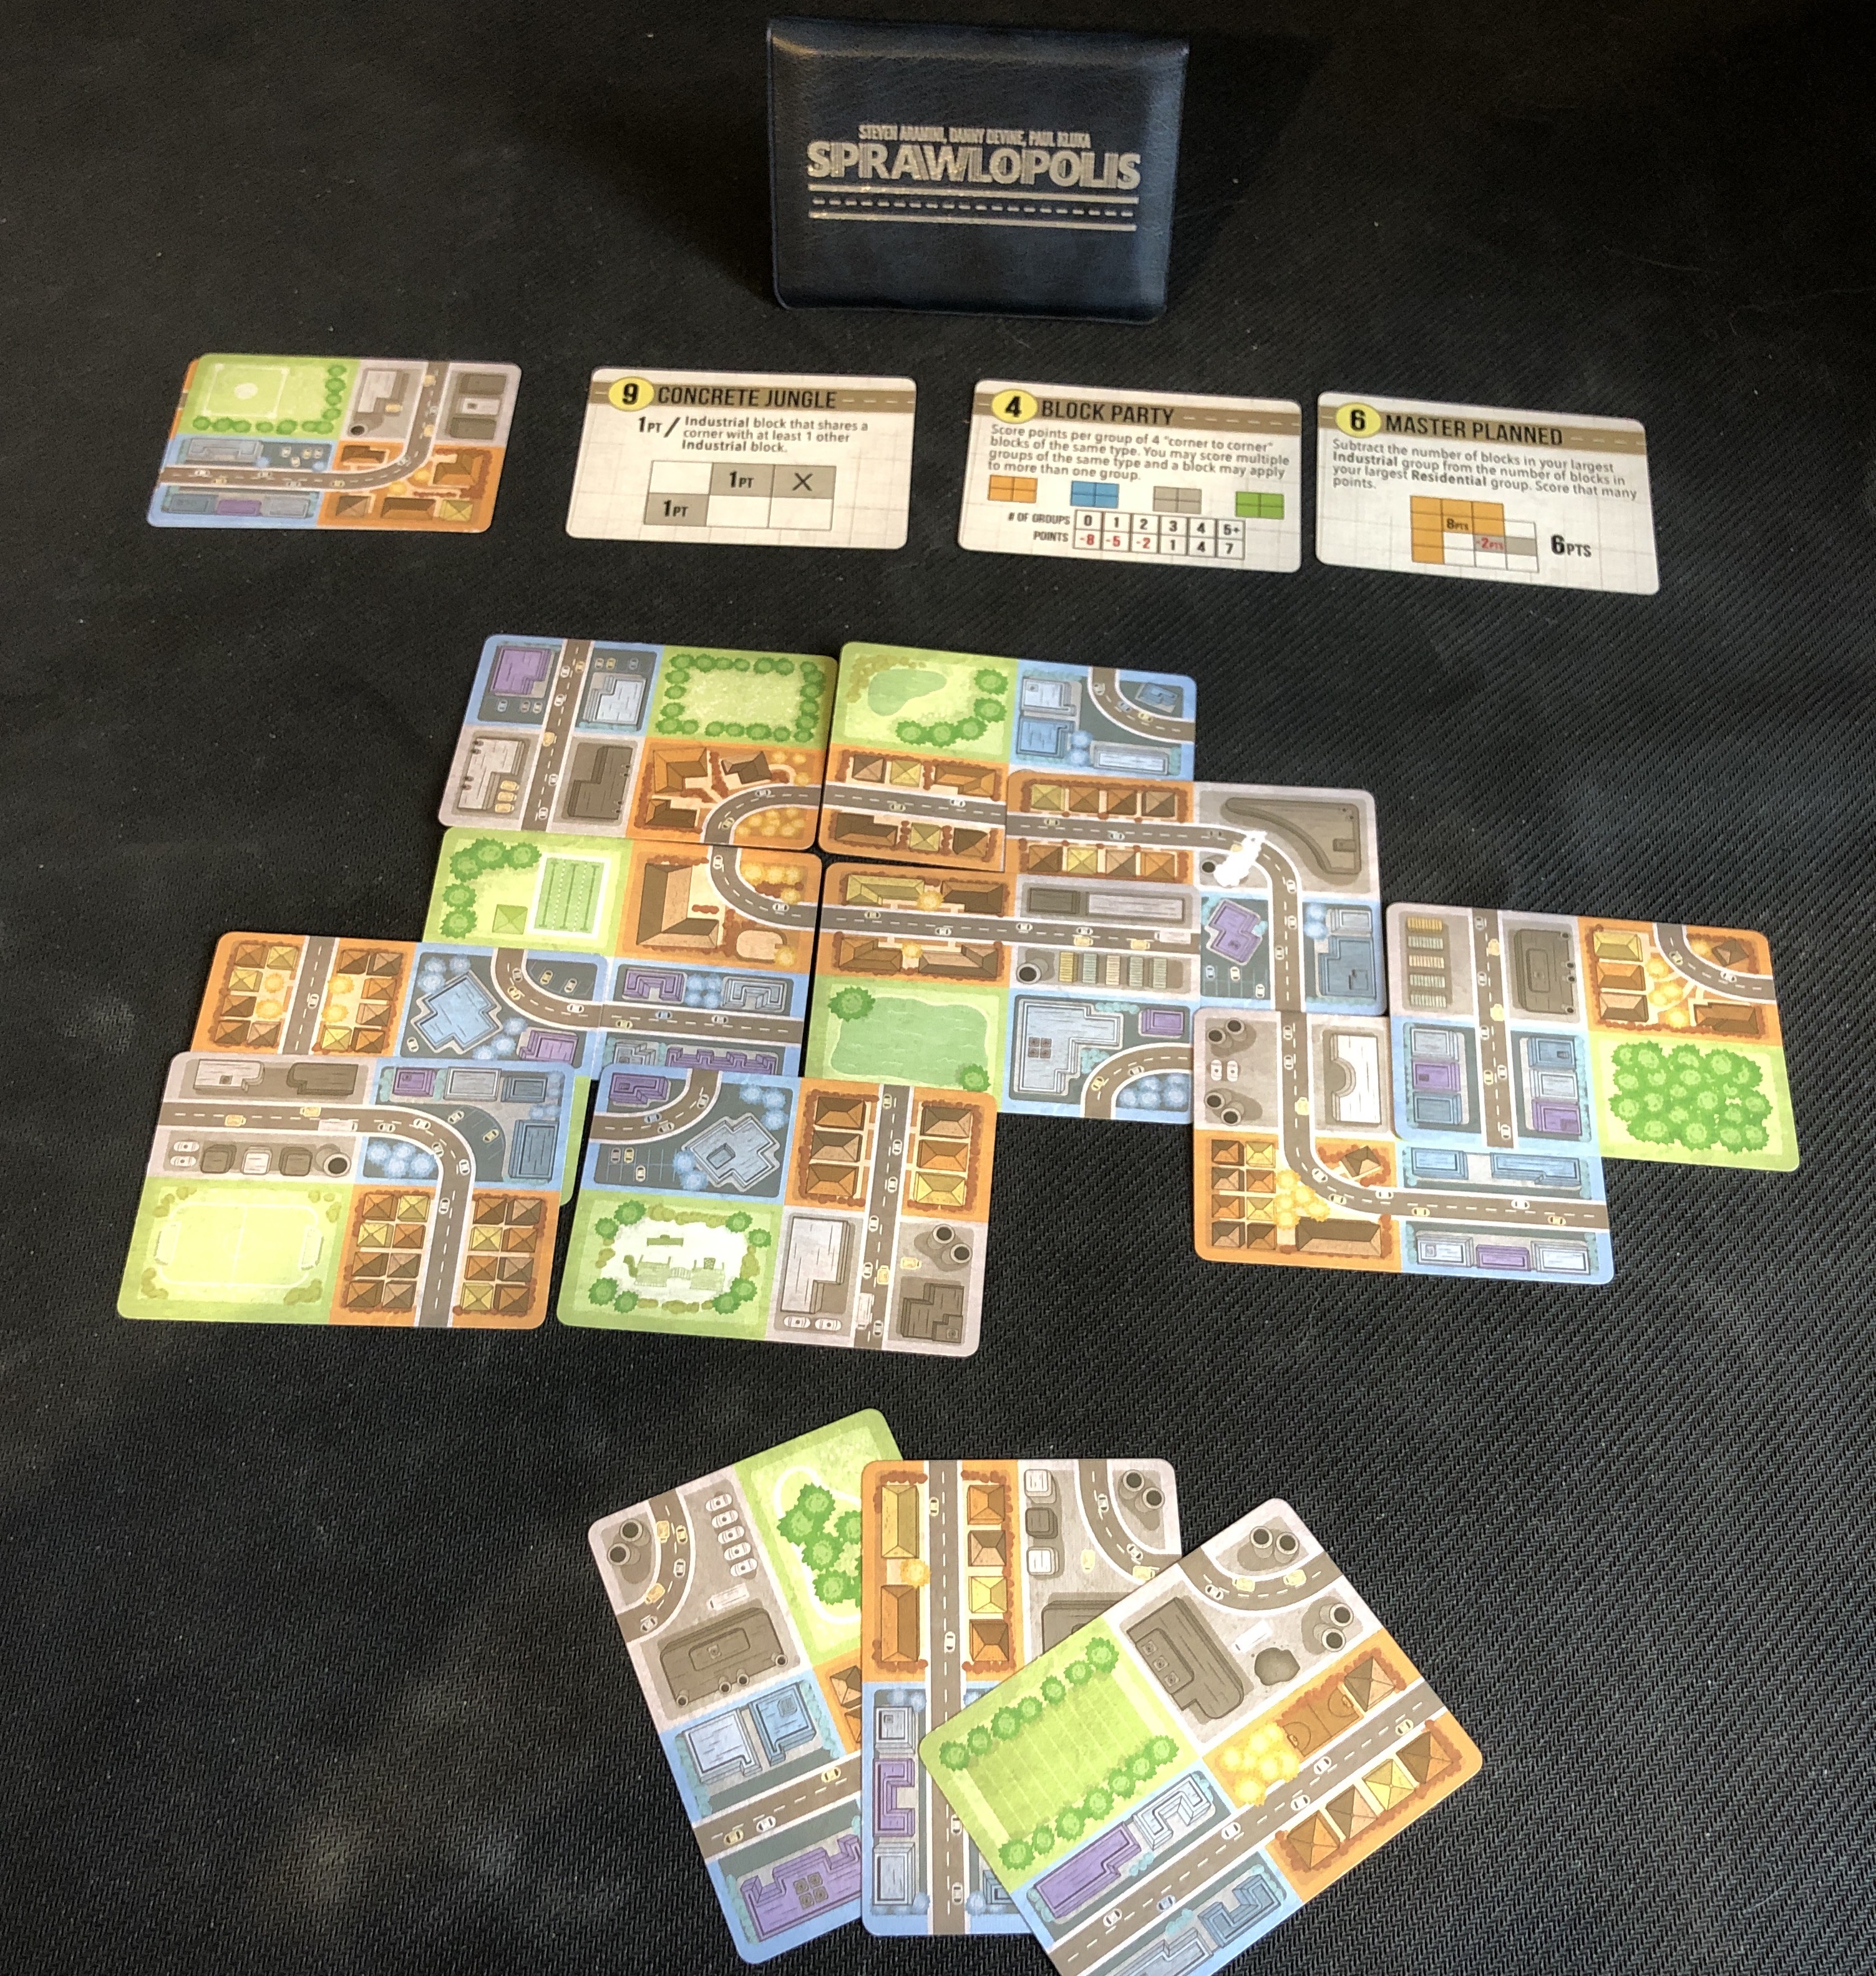 STEVEN ARAMINI, DANNY DEVINE, PAUL KLUKA
SPRAWLOPOLIS
9 CONCRETE JUNGLE
1PT / Industrial block that shares a
corner with at least 1 other
Industrial block.
1PT X
1PT
4 BLOCK PARTY
Score points per group of 4 "corner to corner"
blocks of the same type. You may score multiple
groups of the same type and a block may apply
to more than one group.
# OF GROUPS 0 1 2 3 4 5+
POINTS -8 -5 -2 1 4 7
6 MASTER PLANNED
Subtract the number of blocks in your largest
Industrial group from the number of blocks in
your largest Residential group. Score that many
points.
8PTS
-2PTS
6PTS